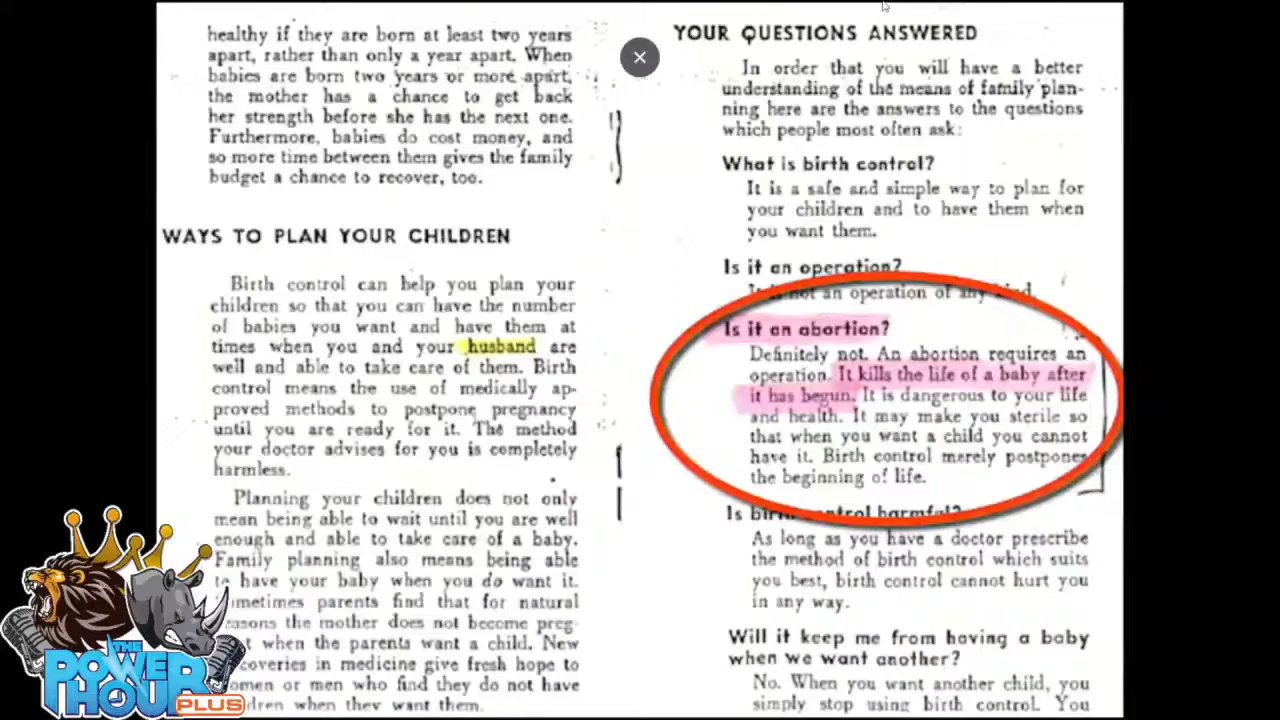 healthy if they are born at least two years
apart, rather than only a year apart. When
babies are born two years or more apart,
the mother has a chance to get back
her strength before she has the next one.
Furthermore, babies do cost money, and
so more time between them gives the family
budget a chance to recover, too.
WAYS TO PLAN YOUR CHILDREN
Birth control can help you plan your
children so that you can have the number
of babies you want and have them at
times when you and your husband are
well and able to take care of them. Birth
control means the use of medically ap-
proved methods to postpone pregnancy
until you are ready for it. The method
your doctor advises for you is completely
harmless.
Planning your children does not only
mean being able to wait until you are well
enough and able to take care of a baby.
Family planning also means being able
to have your baby when you do want it.
ometimes parents find that for natural
easons the mother does not become preg-
when the parents want a child. New
coveries in medicine give fresh hope to
omen or men who find they do not have
dren when they want them.
YOUR QUESTIONS ANSWERED
In order that you will have a better
understanding of the means of family plan-
ning here are the answers to the questions
which people most often ask:
What is birth control?
It is a safe and simple way to plan for
your children and to have them when
you want them.
Is it an operation?
It is not an operation of any kind
Is it an abortion?
Definitely not. An abortion requires an
operation. It kills the life of a baby after
it has begun. It is dangerous to your life
and health. It may make you sterile so
that when you want a child you cannot
have it. Birth control merely postpones
the beginning of life.
Is birth control harmful?
As long as you have a doctor prescribe
the method of birth control which suits
you best, birth control cannot hurt you
in any way.
Will it keep me from having a baby
when we want another?
No. When you want another child, you
simply stop using birth control. You
THE
POWER
HOUR
PLUS